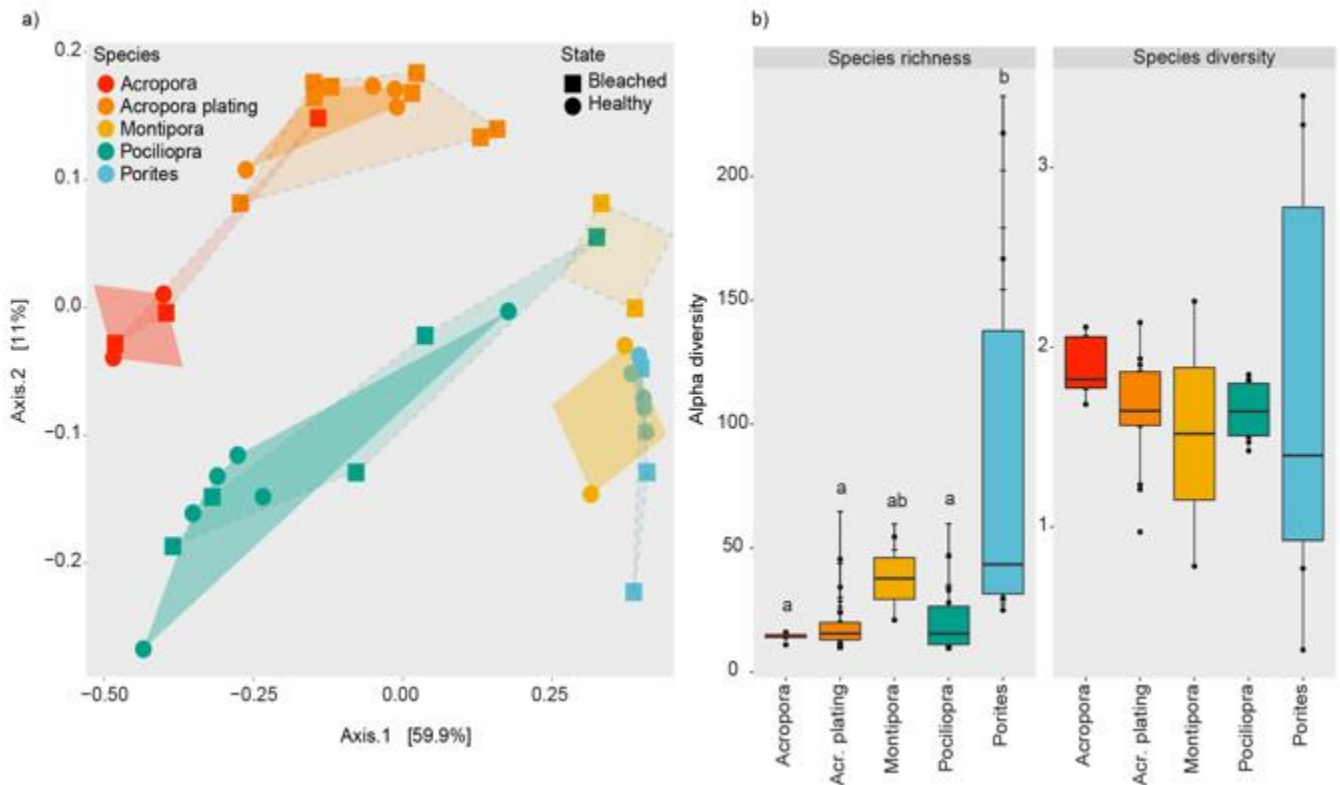 a)
Species
Acropora
Acropora plating
Montipora
Pociliopra
Porites
State
Bleached
Healthy
0.2
0.1
0.0
−0.1
−0.2
Axis.2 [11%]
−0.50
−0.25
0.00
0.25
Axis.1 [59.9%]
b)
Species richness
Species diversity
Alpha diversity
200
150
100
50
0
a
a
ab
a
b
3
2
1
Acropora
Acr. plating
Montipora
Pociliopra
Porites
Acropora
Acr. plating
Montipora
Pociliopra
Porites